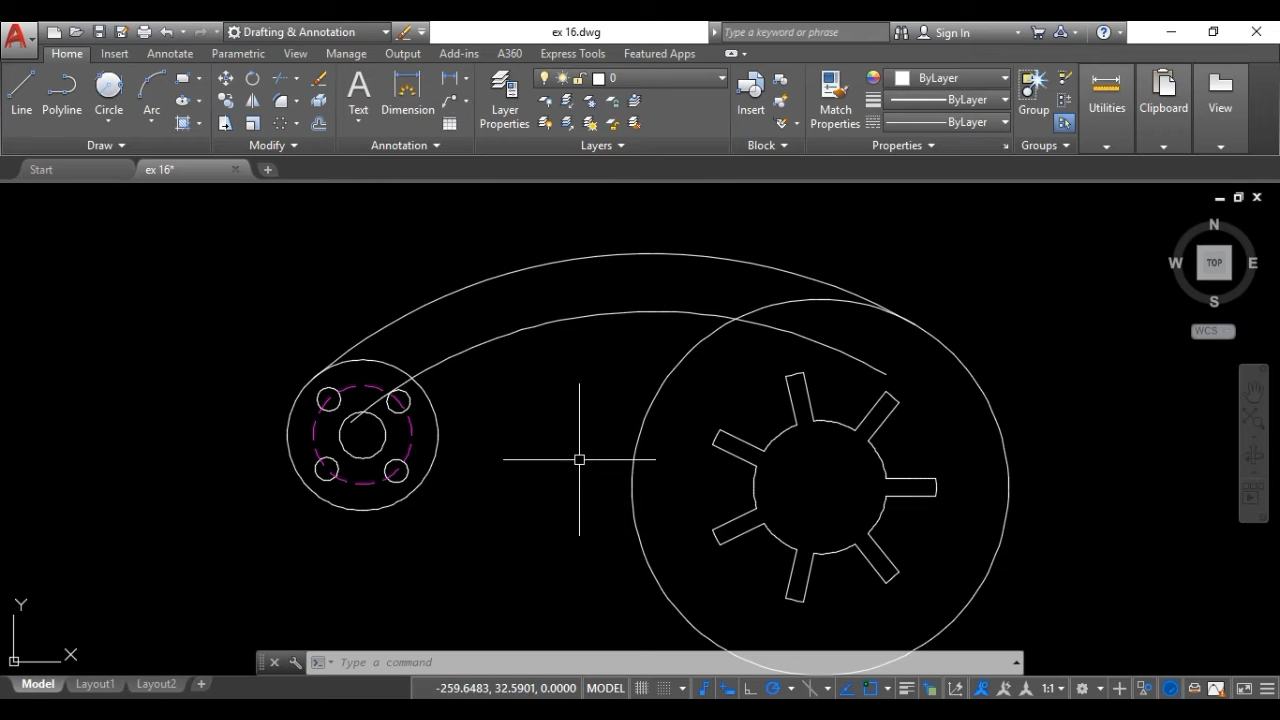 Drafting & Annotation
ex 16.dwg
Type a keyword or phrase
Sign In
Home Insert Annotate Parametric View Manage Output Add-ins A360 Express Tools Featured Apps
Line
Polyline
Circle
Arc
Text
Dimension
Layer Properties
0
Insert
Match Properties
ByLayer
ByLayer
ByLayer
Group
Utilities
Clipboard
View
Draw
Modify
Annotation
Layers
Block
Properties
Groups
Start
ex 16*
N
W TOP E
S
WCS
Y
X
Type a command
Model Layout1 Layout2
-259.6483, 32.5901, 0.0000 MODEL 1:1